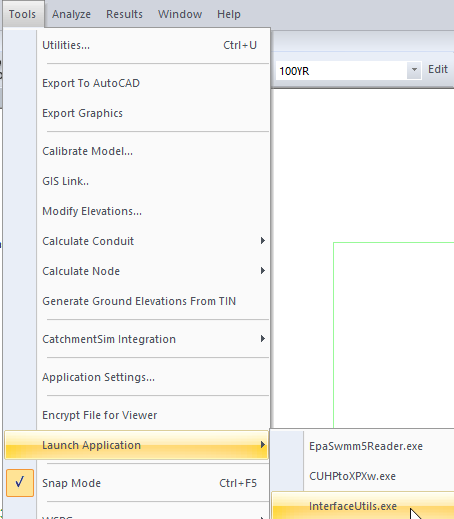 Tools Analyze Results Window Help
Utilities... Ctrl+U
100YR Edit
Export To AutoCAD
Export Graphics
Calibrate Model...
GIS Link..
Modify Elevations...
Calculate Conduit
Calculate Node
Generate Ground Elevations From TIN
CatchmentSim Integration
Application Settings...
Encrypt File for Viewer
Launch Application
EpaSwmm5Reader.exe
CUHPtoXPXw.exe
Snap Mode Ctrl+F5
InterfaceUtils.exe